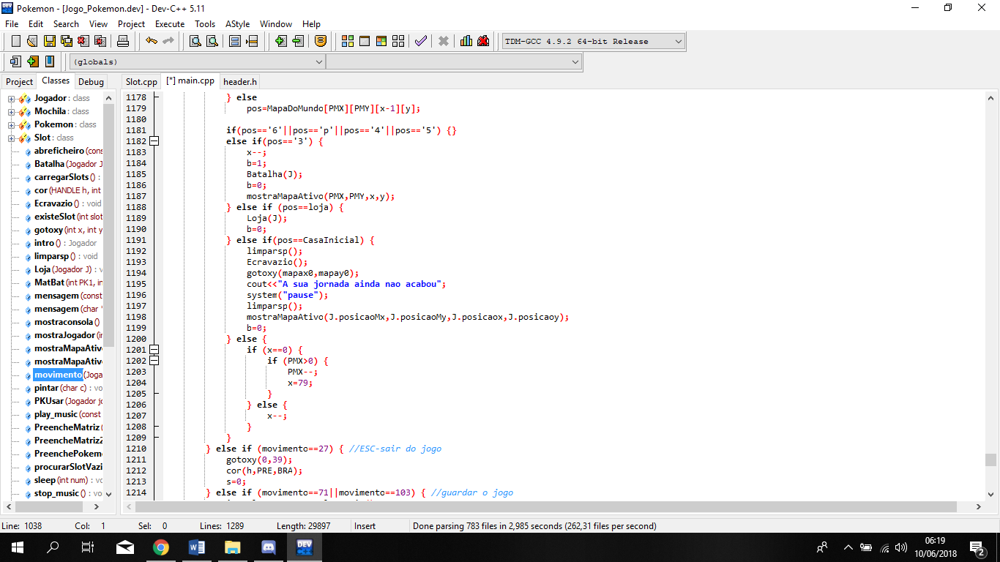 Pokemon - [Jogo_Pokemon.dev] - Dev-C++ 5.11
File Edit Search View Project Execute Tools AStyle Window Help
TDM-GCC 4.9.2 64-bit Release
(globals)
Project Classes Debug
Slot.cpp [*] main.cpp header.h
Jogador : class
Mochila : class
Pokemon : class
Slot : class
abreficheiro (cons
Batalha (Jogador J
carregarSlots () :
cor (HANDLE h, int
Ecravazio () : void
existeSlot (int slot
gotoxy (int x, int y
intro () : Jogador
limparsp () : void
Loja (Jogador J) : v
MatBat (int PK1, in
mensagem (const
mensagem (char
mostraconsola ()
mostraJogador (in
mostraMapaAtivo
mostraMapaAtivo
movimento (Joga
pintar (char c) : vo
PKUsar (Jogador jo
play_music (const
PreencheMatriz (
PreencheMatriz2
PreenchePokem
procurarSlotVazi
sleep (int num) : vo
stop_music () : vo
1178 } else
1179 pos=MapaDoMundo[PMX][PMY][x-1][y];
1180
1181 if(pos=='6'||pos=='p'||pos=='4'||pos=='5') {}
1182 else if(pos=='3') {
1183 x--;
1184 b=1;
1185 Batalha(J);
1186 b=0;
1187 mostraMapaAtivo(PMX,PMY,x,y);
1188 } else if (pos==loja) {
1189 Loja(J);
1190 b=0;
1191 } else if(pos==CasaInicial) {
1192 limparsp();
1193 Ecravazio();
1194 gotoxy(mapax0,mapay0);
1195 cout<<"A sua jornada ainda nao acabou";
1196 system("pause");
1197 limparsp();
1198 mostraMapaAtivo(J.posicaoMx,J.posicaoMy,J.posicaox,J.posicaoy);
1199 b=0;
1200 } else {
1201 if (x==0) {
1202 if (PMX>0) {
1203 PMX--;
1204 x=79;
1205 }
1206 } else {
1207 x--;
1208 }
1209 }
1210 } else if (movimento==27) { //ESC-sair do jogo
1211 gotoxy(0,39);
1212 cor(h,PRE,BRA);
1213 s=0;
1214 } else if (movimento==71||movimento==103) { //guardar o jogo
Line: 1038 Col: 1 Sel: 0 Lines: 1289 Length: 29897 Insert Done parsing 783 files in 2,985 seconds (262,31 files per second)
06:19
10/06/2018
2